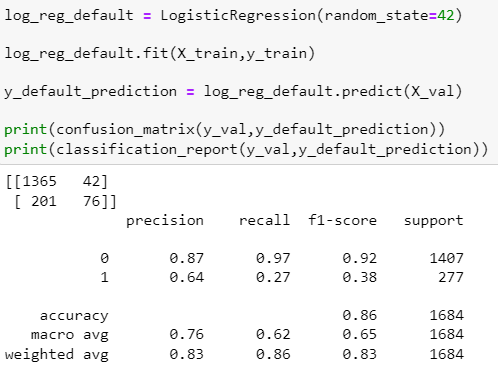 log_reg_default = LogisticRegression(random_state=42)
log_reg_default.fit(X_train,y_train)
y_default_prediction = log_reg_default.predict(X_val)
print(confusion_matrix(y_val,y_default_prediction))
print(classification_report(y_val,y_default_prediction))
[[1365   42]
 [ 201   76]]
              precision    recall  f1-score   support
           0       0.87      0.97      0.92      1407
           1       0.64      0.27      0.38       277
    accuracy                           0.86      1684
   macro avg       0.76      0.62      0.65      1684
weighted avg       0.83      0.86      0.83      1684